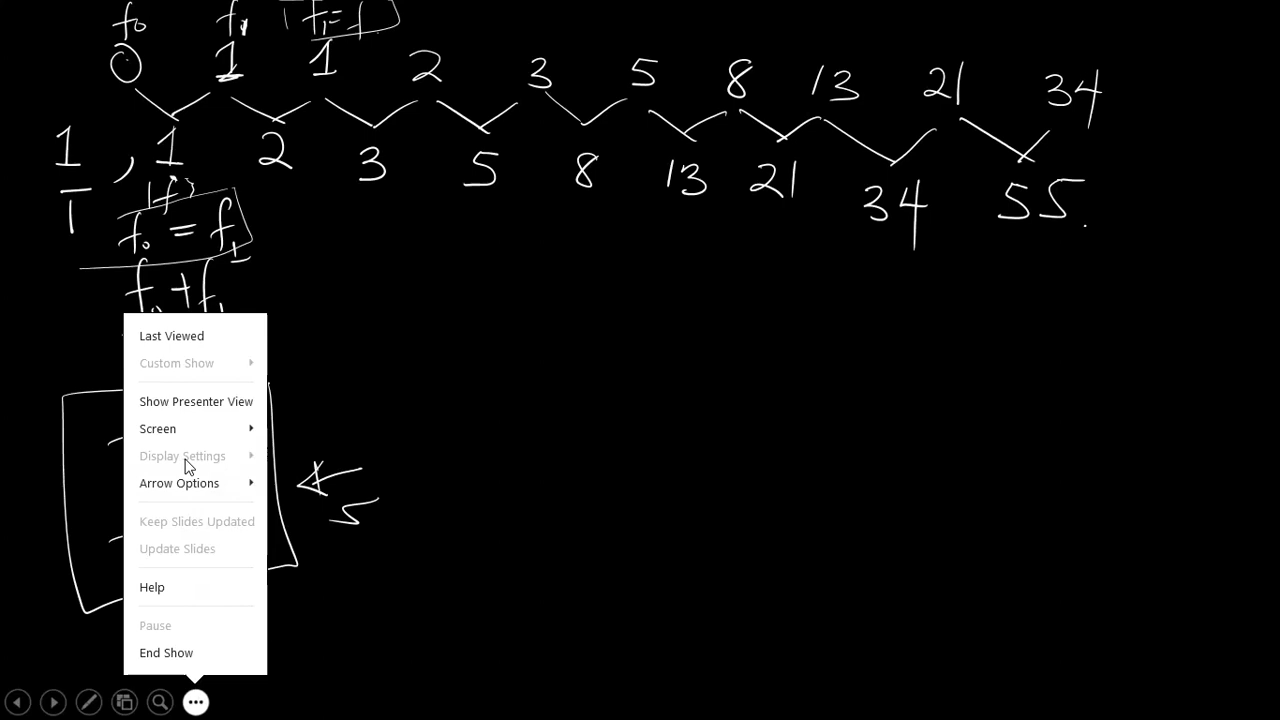 f₀ f₁ f₁ = f
0 1 1 2 3 5 8 13 21 34
1 , 1 2 3 5 8 13 21 34 55.
1
f₀ = f₁
f₀ + f₁
Last Viewed
Custom Show
Show Presenter View
Screen
Display Settings
Arrow Options
Keep Slides Updated
Update Slides
Help
Pause
End Show